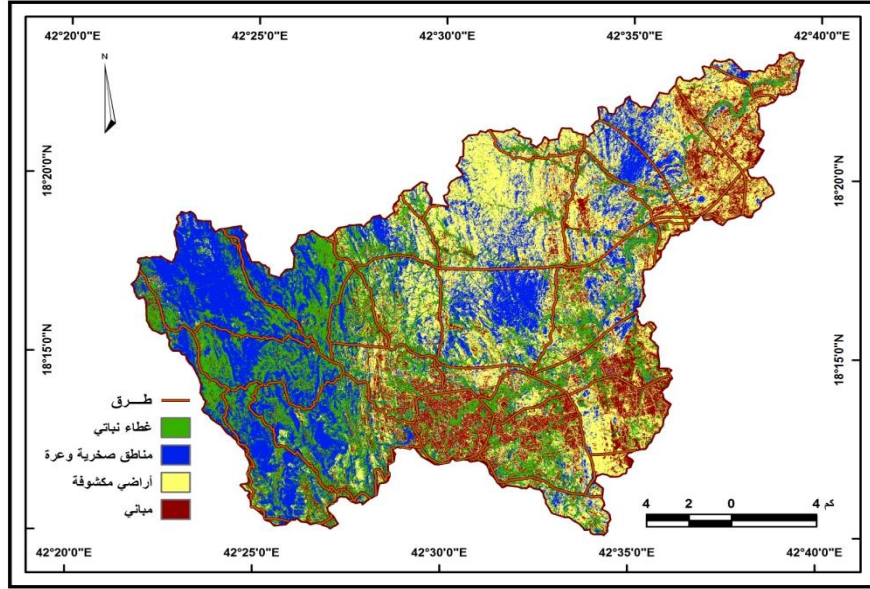 42°20'0"E 42°25'0"E 42°30'0"E 42°35'0"E 42°40'0"E
N
18°20'0"N 18°20'0"N
18°15'0"N 18°15'0"N
طـــرق
غطاء نباتي
مناطق صخرية وعرة
أراضي مكشوفة
مباني
4 2 0 4 كم
42°20'0"E 42°25'0"E 42°30'0"E 42°35'0"E 42°40'0"E